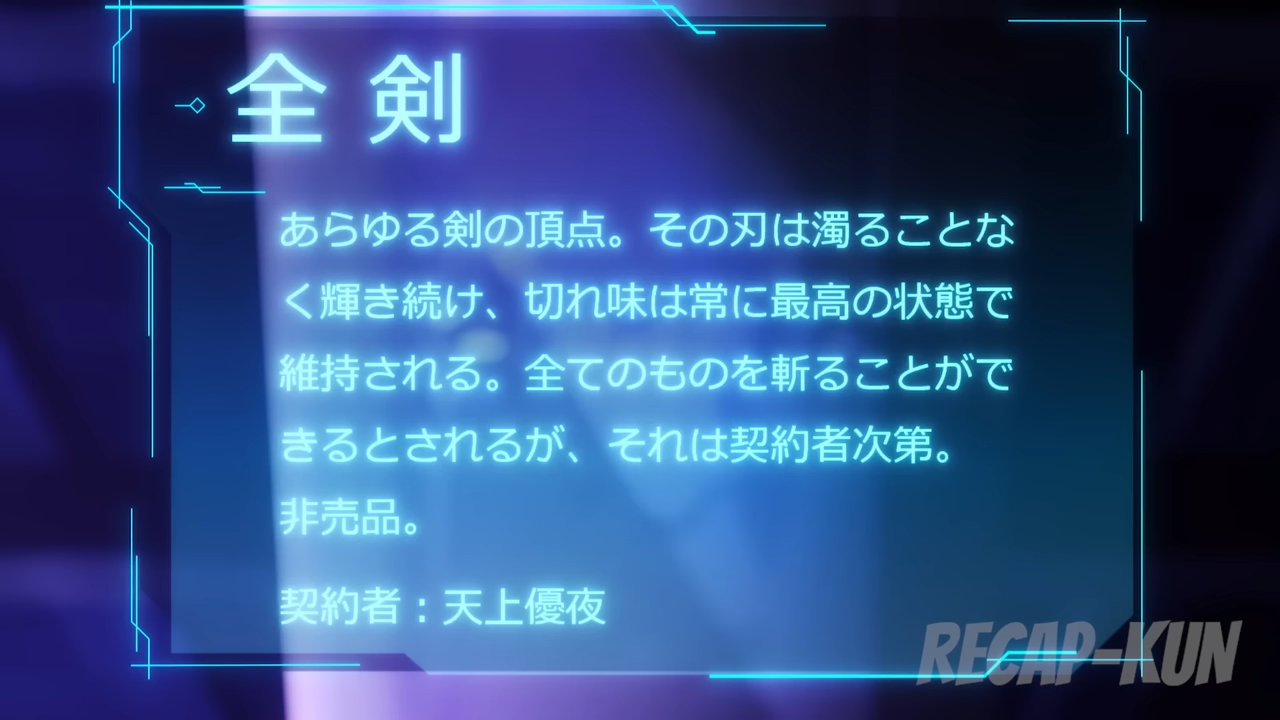 全剣
あらゆる剣の頂点。その刃は濁ることな
く輝き続け、切れ味は常に最高の状態で
維持される。全てのものを斬ることがで
きるとされるが、それは契約者次第。
非売品。
契約者：天上優夜
RECAP-KUN